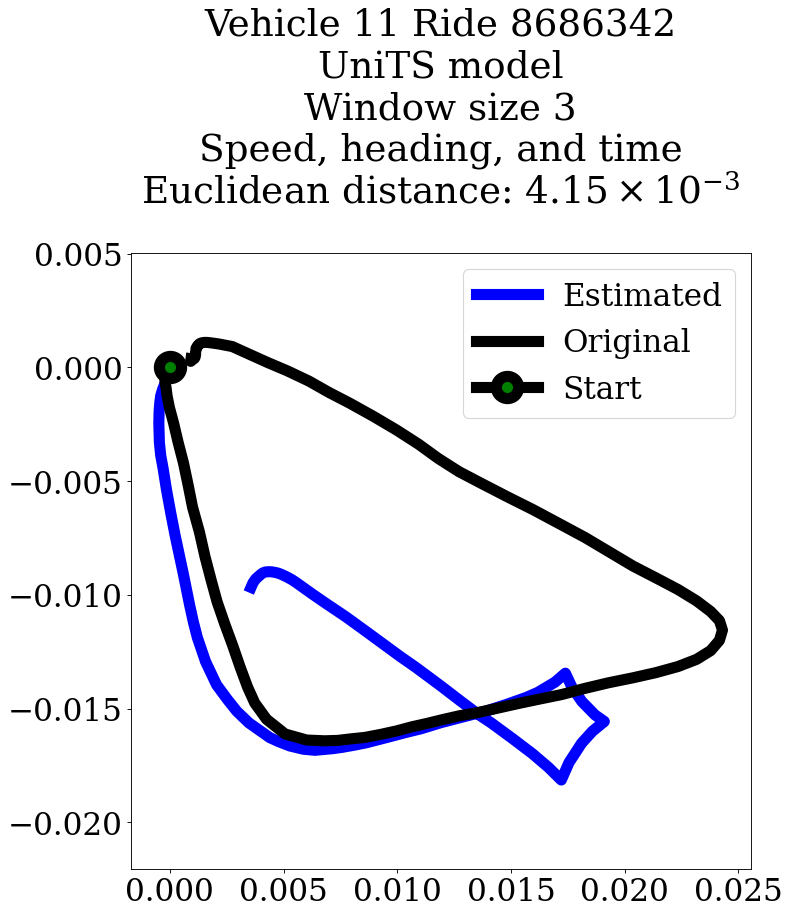 Vehicle 11 Ride 8686342
UniTS model
Window size 3
Speed, heading, and time
Euclidean distance: 4.15 × 10⁻³
0.005
0.000
−0.005
−0.010
−0.015
−0.020
Estimated
Original
Start
0.000 0.005 0.010 0.015 0.020 0.025